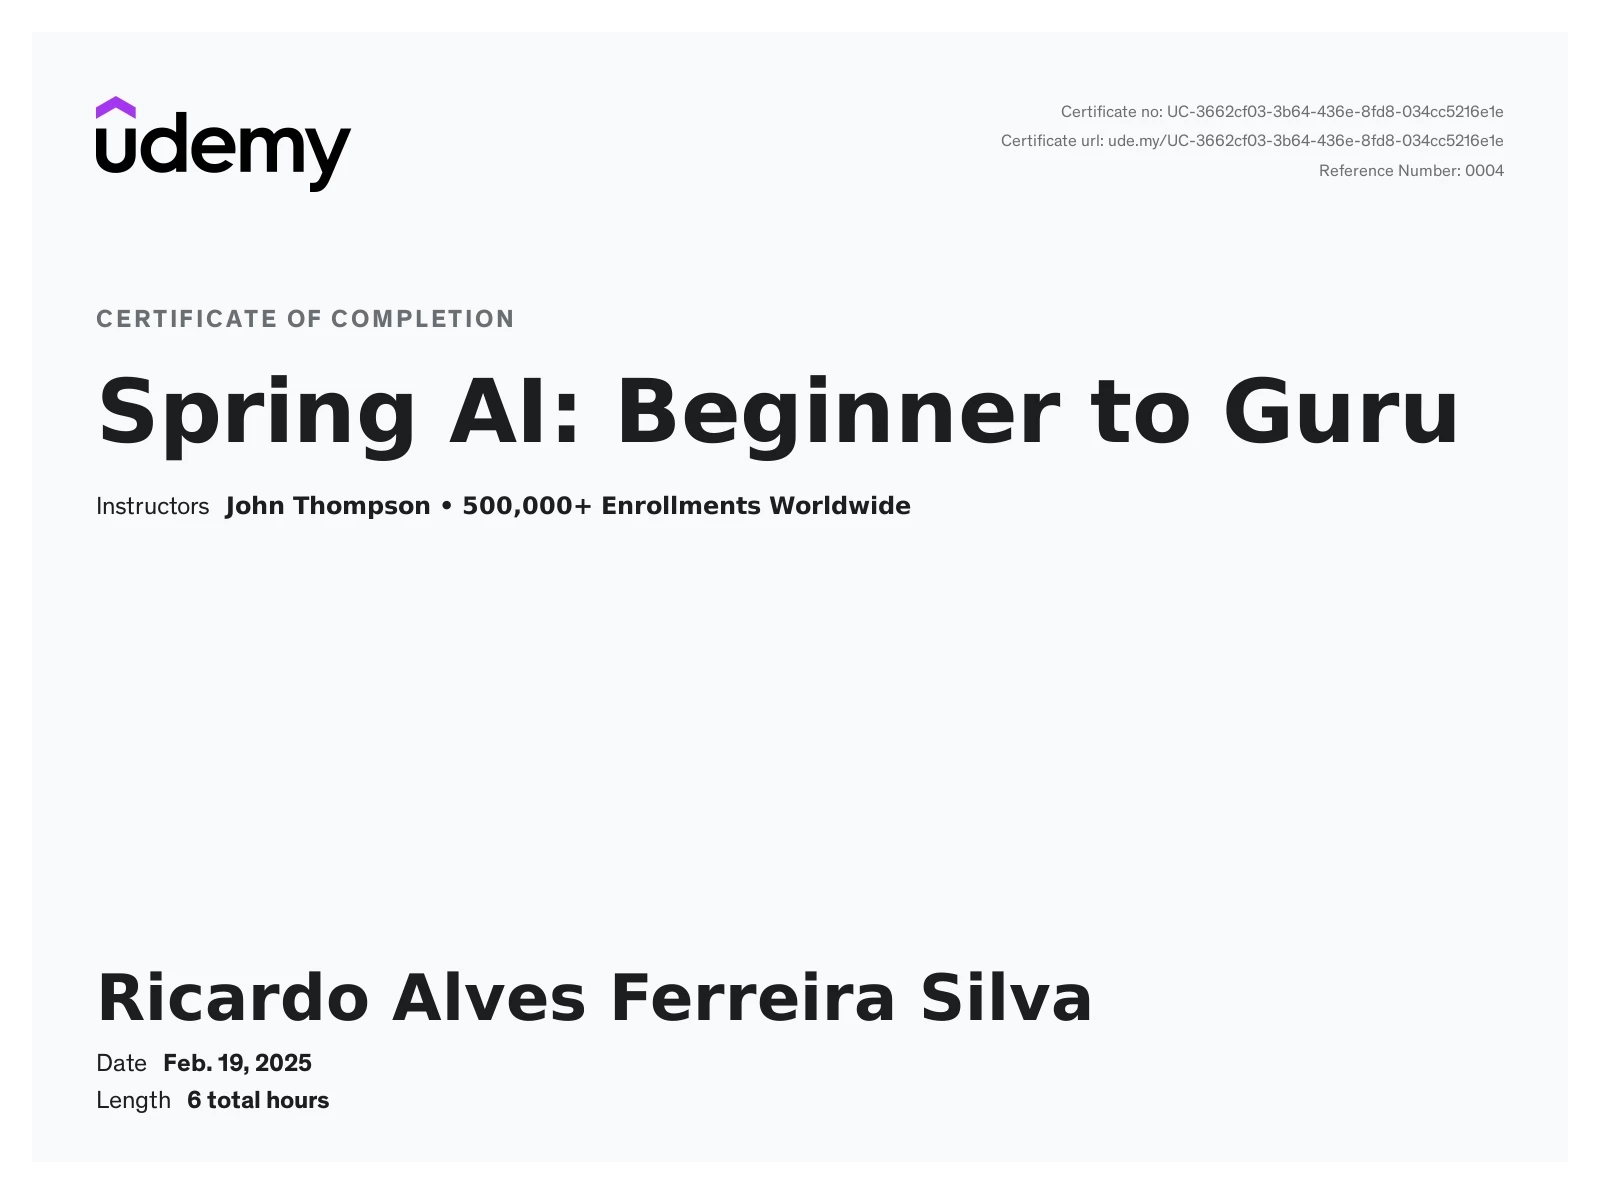 udemy
Certificate no: UC-3662cf03-3b64-436e-8fd8-034cc5216e1e
Certificate url: ude.my/UC-3662cf03-3b64-436e-8fd8-034cc5216e1e
Reference Number: 0004
CERTIFICATE OF COMPLETION
Spring AI: Beginner to Guru
Instructors John Thompson • 500,000+ Enrollments Worldwide
Ricardo Alves Ferreira Silva
Date Feb. 19, 2025
Length 6 total hours